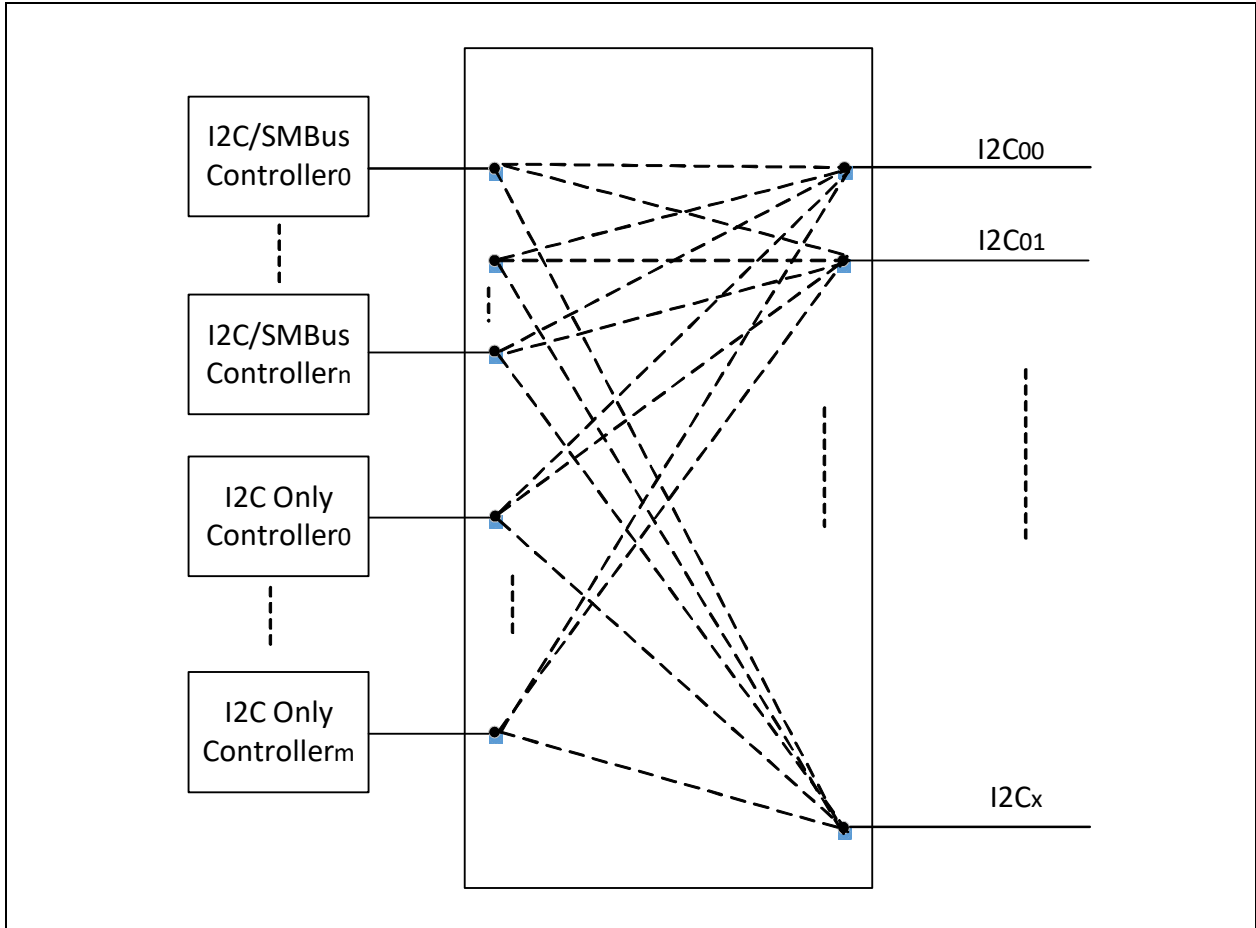 I2C/SMBus
Controller0
I2C/SMBus
Controllern
I2C Only
Controller0
I2C Only
Controllerm
I2C00
I2C01
I2Cx